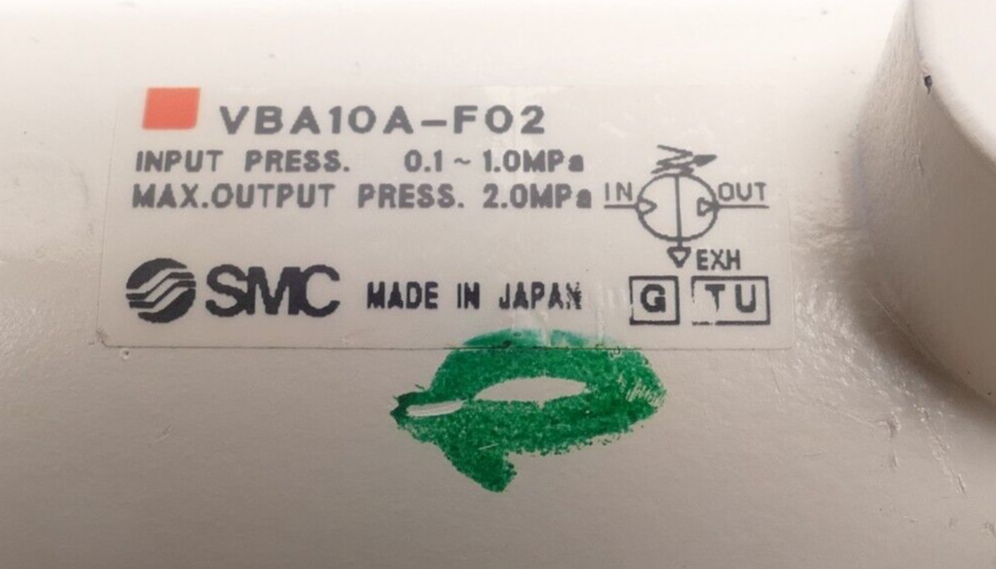 VBA10A-F02
INPUT PRESS. 0.1~1.0MPa
MAX.OUTPUT PRESS. 2.0MPa
IN OUT
EXH
SMC MADE IN JAPAN G TU